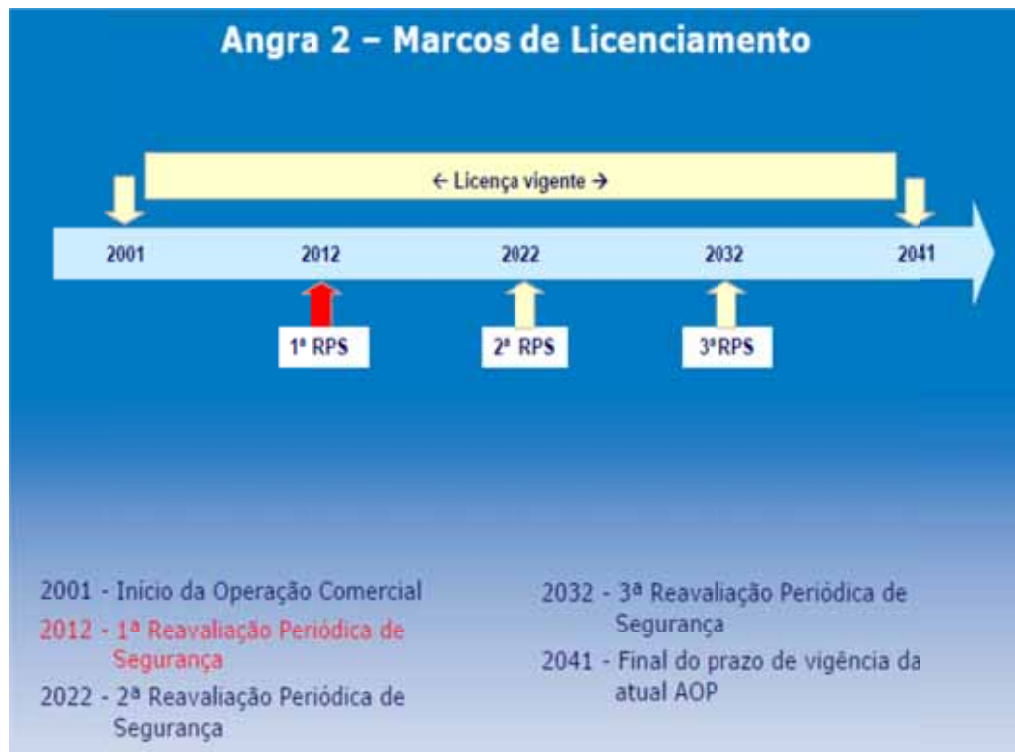 Angra 2 – Marcos de Licenciamento
← Licença vigente →
2001 2012 2022 2032 2041
1ª RPS 2ª RPS 3ªRPS
2001 - Início da Operação Comercial
2012 - 1ª Reavaliação Periódica de
Segurança
2022 - 2ª Reavaliação Periódica de
Segurança
2032 - 3ª Reavaliação Periódica de
Segurança
2041 - Final do prazo de vigência da
atual AOP